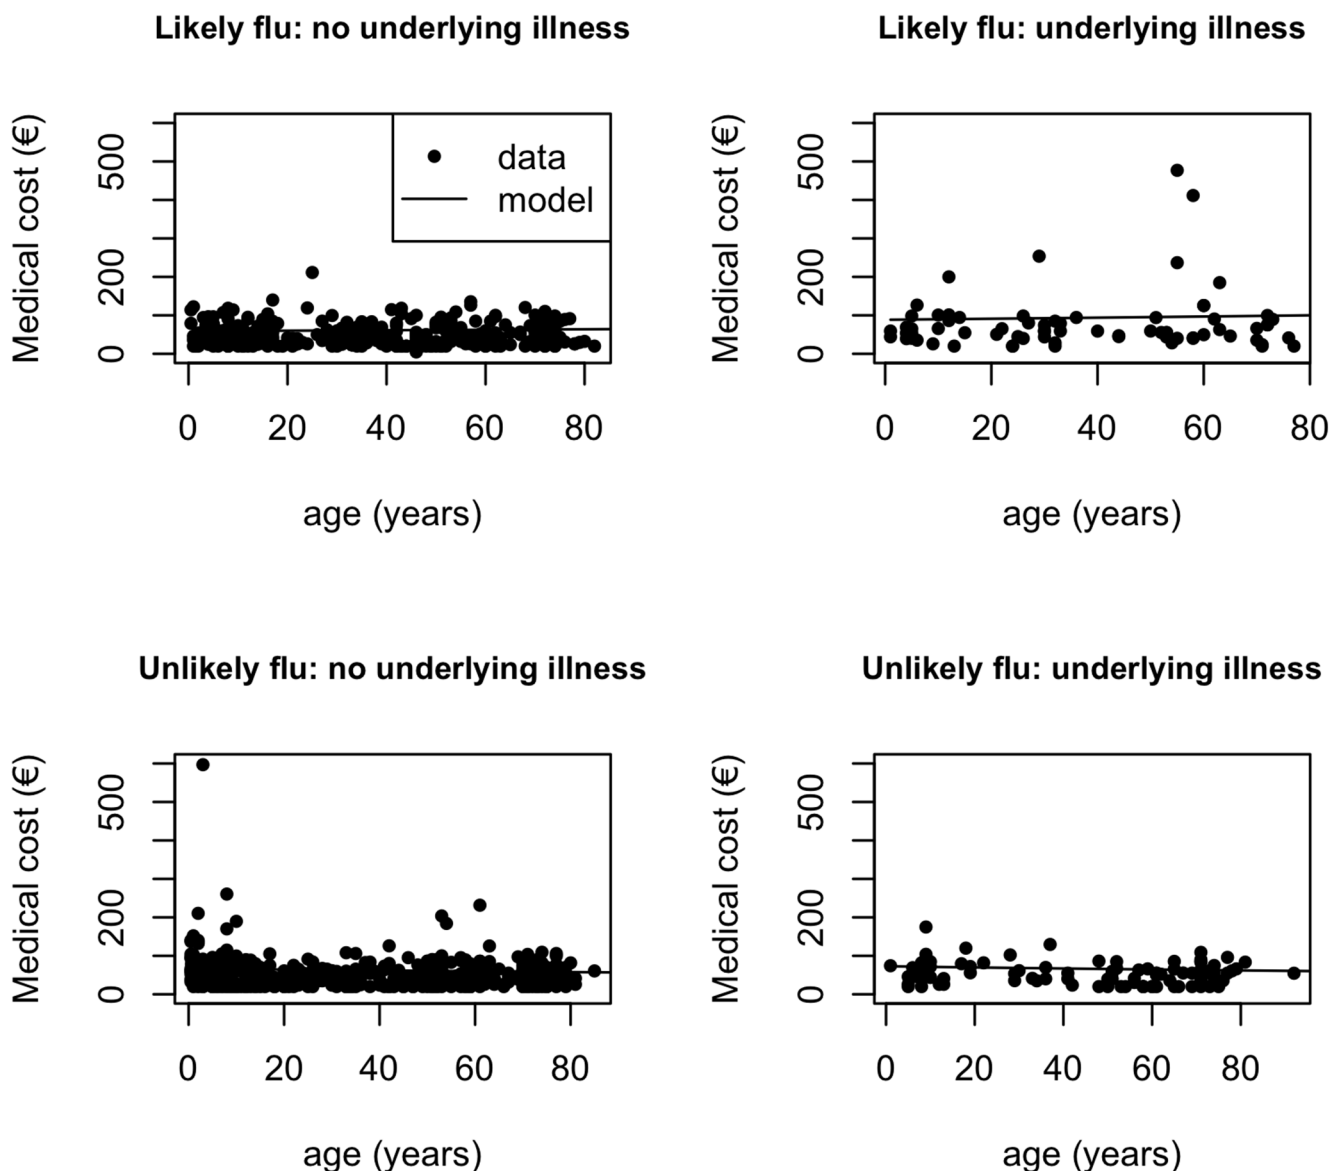 Likely flu: no underlying illness
Medical cost (€)
500
200
0
data
model
0 20 40 60 80
age (years)
Likely flu: underlying illness
Medical cost (€)
500
200
0
0 20 40 60 80
age (years)
Unlikely flu: no underlying illness
Medical cost (€)
500
200
0
0 20 40 60 80
age (years)
Unlikely flu: underlying illness
Medical cost (€)
500
200
0
0 20 40 60 80
age (years)